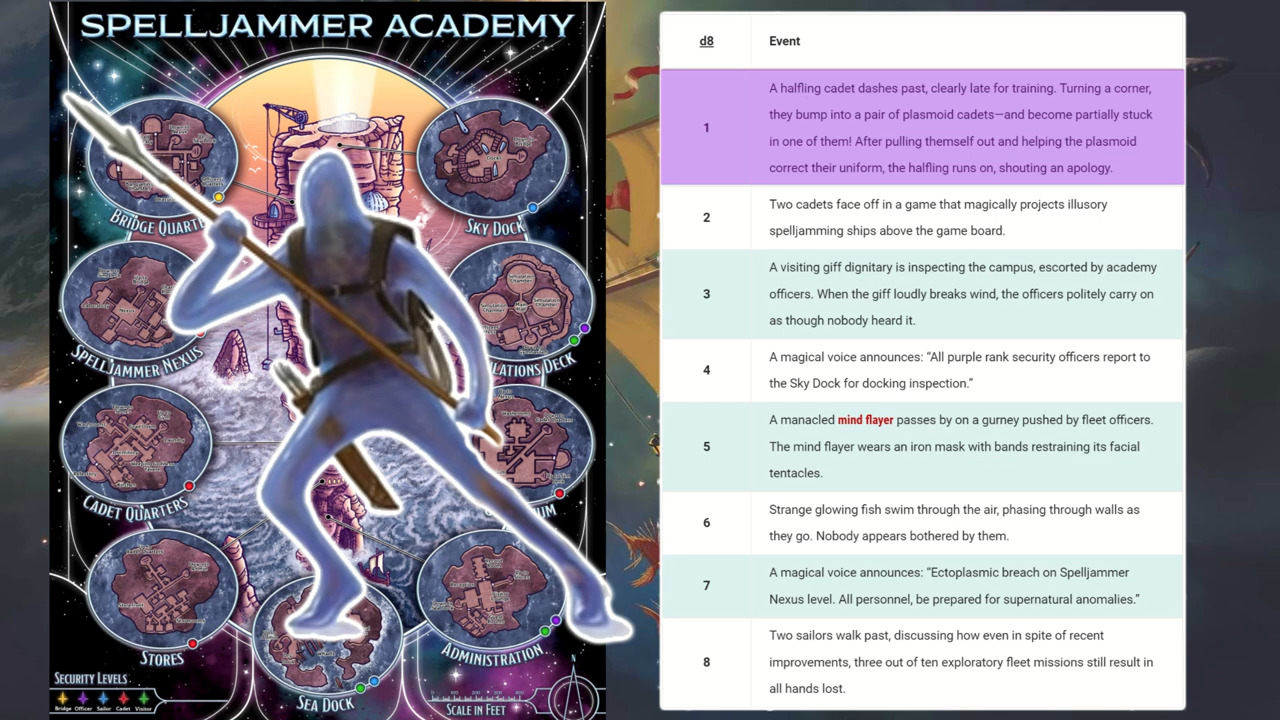 SPELLJAMMER ACADEMY
SKY DOCK
SPELLJAMMER NEXUS
CADET QUARTERS
STORES
SEA DOCK
ADMINISTRATION
SECURITY LEVELS
Bridge Officer Sailor Cadet Visitor
SCALE IN FEET
N
d8 Event
1 A halfling cadet dashes past, clearly late for training. Turning a corner,
they bump into a pair of plasmoid cadets—and become partially stuck
in one of them! After pulling themself out and helping the plasmoid
correct their uniform, the halfling runs on, shouting an apology.
2 Two cadets face off in a game that magically projects illusory
spelljamming ships above the game board.
3 A visiting giff dignitary is inspecting the campus, escorted by academy
officers. When the giff loudly breaks wind, the officers politely carry on
as though nobody heard it.
4 A magical voice announces: “All purple rank security officers report to
the Sky Dock for docking inspection.”
5 A manacled mind flayer passes by on a gurney pushed by fleet officers.
The mind flayer wears an iron mask with bands restraining its facial
tentacles.
6 Strange glowing fish swim through the air, phasing through walls as
they go. Nobody appears bothered by them.
7 A magical voice announces: “Ectoplasmic breach on Spelljammer
Nexus level. All personnel, be prepared for supernatural anomalies.”
8 Two sailors walk past, discussing how even in spite of recent
improvements, three out of ten exploratory fleet missions still result in
all hands lost.